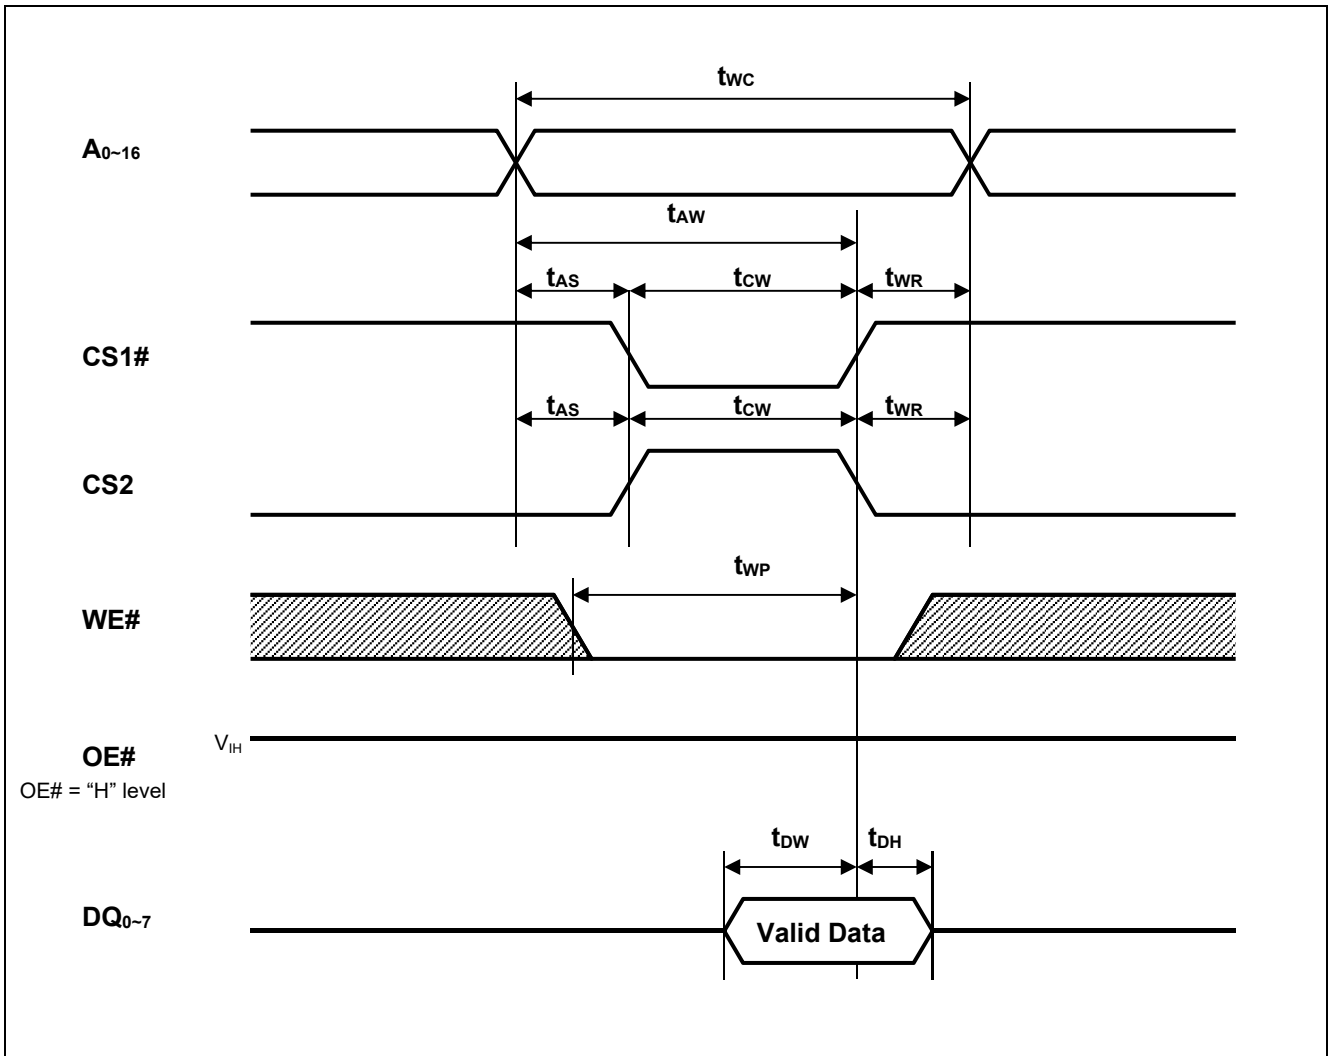 tWC
A0~16
tAW
tAS tCW tWR
CS1#
tAS tCW tWR
CS2
tWP
WE#
VIH
OE#
OE# = “H” level
tDW tDH
DQ0~7
Valid Data